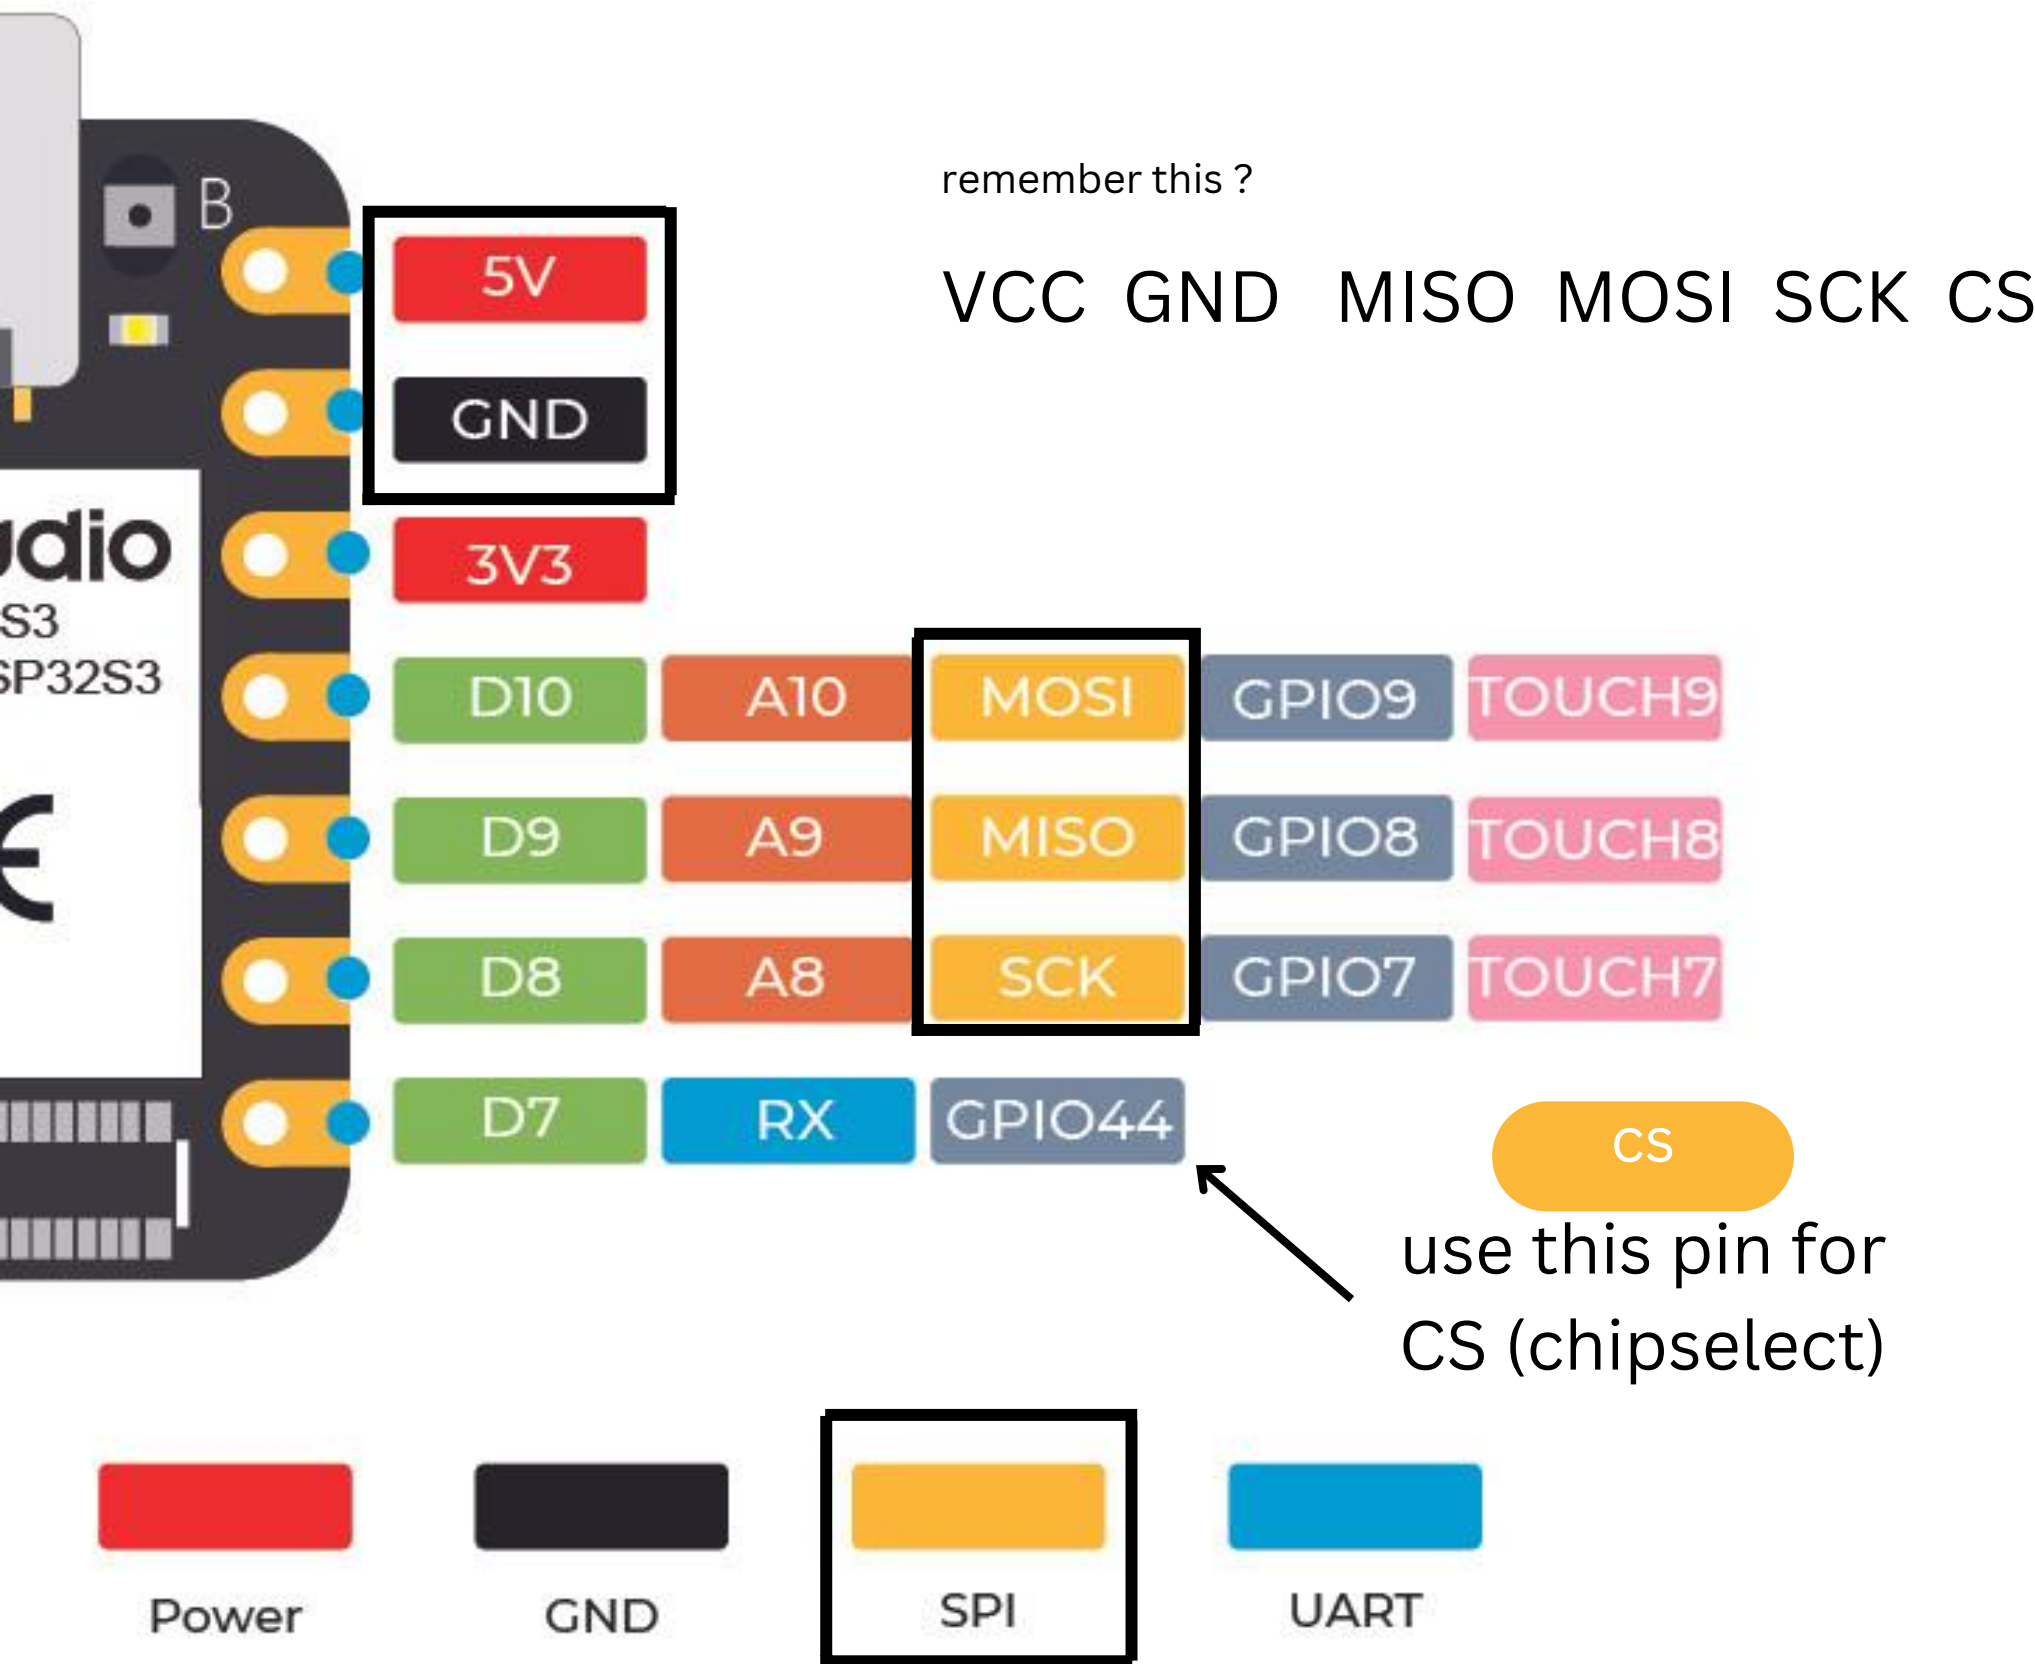 remember this ?
B
5V
VCC GND MISO MOSI SCK CS
GND
udio
3V3
S3
SP32S3
D10 A10 MOSI GPIO9 TOUCH9
D9 A9 MISO GPIO8 TOUCH8
CE
D8 A8 SCK GPIO7 TOUCH7
D7 RX GPIO44
CS
use this pin for
CS (chipselect)
Power GND SPI UART